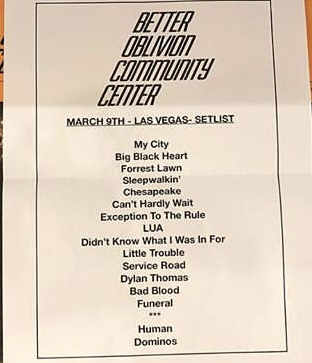 BETTER
OBLIVION
COMMUNITY
CENTER
MARCH 9TH - LAS VEGAS- SETLIST
My City
Big Black Heart
Forrest Lawn
Sleepwalkin'
Chesapeake
Can't Hardly Wait
Exception To The Rule
LUA
Didn't Know What I Was In For
Little Trouble
Service Road
Dylan Thomas
Bad Blood
Funeral
***
Human
Dominos